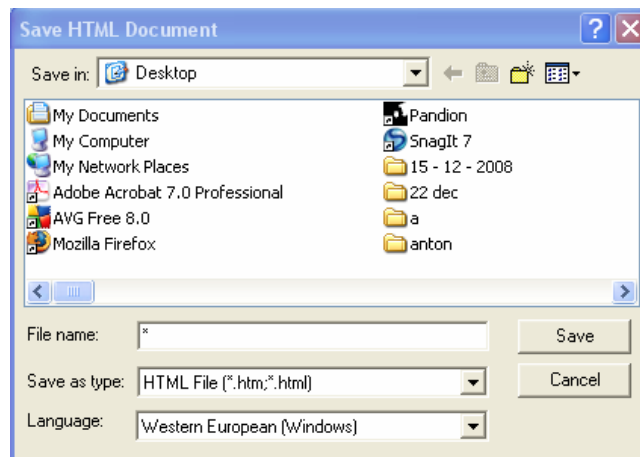 Save HTML Document
Save in: Desktop
My Documents
My Computer
My Network Places
Adobe Acrobat 7.0 Professional
AVG Free 8.0
Mozilla Firefox
Pandion
SnagIt 7
15 - 12 - 2008
22 dec
a
anton
File name: *
Save
Save as type: HTML File (*.htm;*.html)
Cancel
Language: Western European (Windows)